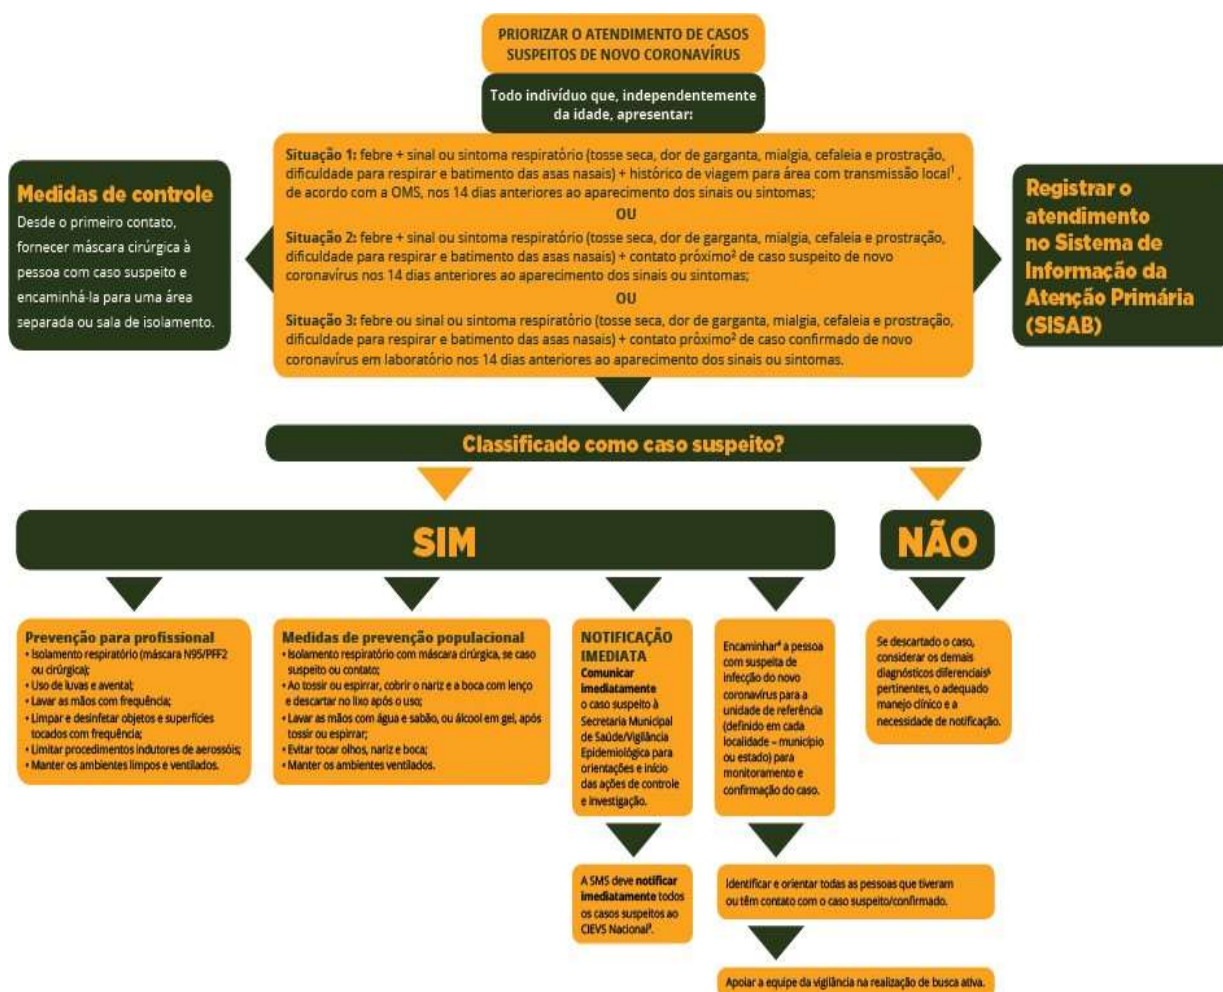 PRIORIZAR O ATENDIMENTO DE CASOS
SUSPEITOS DE NOVO CORONAVÍRUS
Todo indivíduo que, independentemente
da idade, apresentar:
Medidas de controle
Desde o primeiro contato,
fornecer máscara cirúrgica à
pessoa com caso suspeito e
encaminhá-la para uma área
separada ou sala de isolamento.
Situação 1: febre + sinal ou sintoma respiratório (tosse seca, dor de garganta, mialgia, cefaleia e prostração,
dificuldade para respirar e batimento das asas nasais) + histórico de viagem para área com transmissão local¹ ,
de acordo com a OMS, nos 14 dias anteriores ao aparecimento dos sinais ou sintomas;
OU
Situação 2: febre + sinal ou sintoma respiratório (tosse seca, dor de garganta, mialgia, cefaleia e prostração,
dificuldade para respirar e batimento das asas nasais) + contato próximo² de caso suspeito de novo
coronavírus nos 14 dias anteriores ao aparecimento dos sinais ou sintomas;
OU
Situação 3: febre ou sinal ou sintoma respiratório (tosse seca, dor de garganta, mialgia, cefaleia e prostração,
dificuldade para respirar e batimento das asas nasais) + contato próximo² de caso confirmado de novo
coronavírus em laboratório nos 14 dias anteriores ao aparecimento dos sinais ou sintomas.
Registrar o
atendimento
no Sistema de
Informação da
Atenção Primária
(SISAB)
Classificado como caso suspeito?
SIM
NÃO
Prevenção para profissional
• Isolamento respiratório (máscara N95/PFF2
ou cirúrgica);
• Uso de luvas e avental;
• Lavar as mãos com frequência;
• Limpar e desinfetar objetos e superfícies
tocados com frequência;
• Limitar procedimentos indutores de aerossóis;
• Manter os ambientes limpos e ventilados.
Medidas de prevenção populacional
• Isolamento respiratório com máscara cirúrgica, se caso
suspeito ou contato;
• Ao tossir ou espirrar, cobrir o nariz e a boca com lenço
e descartar no lixo após o uso;
• Lavar as mãos com água e sabão, ou álcool em gel, após
tossir ou espirrar;
• Evitar tocar olhos, nariz e boca;
• Manter os ambientes ventilados.
NOTIFICAÇÃO
IMEDIATA
Comunicar
imediatamente
o caso suspeito à
Secretaria Municipal
de Saúde/Vigilância
Epidemiológica para
orientações e início
das ações de controle
e investigação.
A SMS deve notificar
imediatamente todos
os casos suspeitos ao
CIEVS Nacional³.
Encaminhar⁴ a pessoa
com suspeita de
infecção do novo
coronavírus para a
unidade de referência
(definido em cada
localidade – município
ou estado) para
monitoramento e
confirmação do caso.
Identificar e orientar todas as pessoas que tiveram
ou têm contato com o caso suspeito/confirmado.
Apoiar a equipe da vigilância na realização de busca ativa.
Se descartado o caso,
considerar os demais
diagnósticos diferenciais⁵
pertinentes, o adequado
manejo clínico e a
necessidade de notificação.